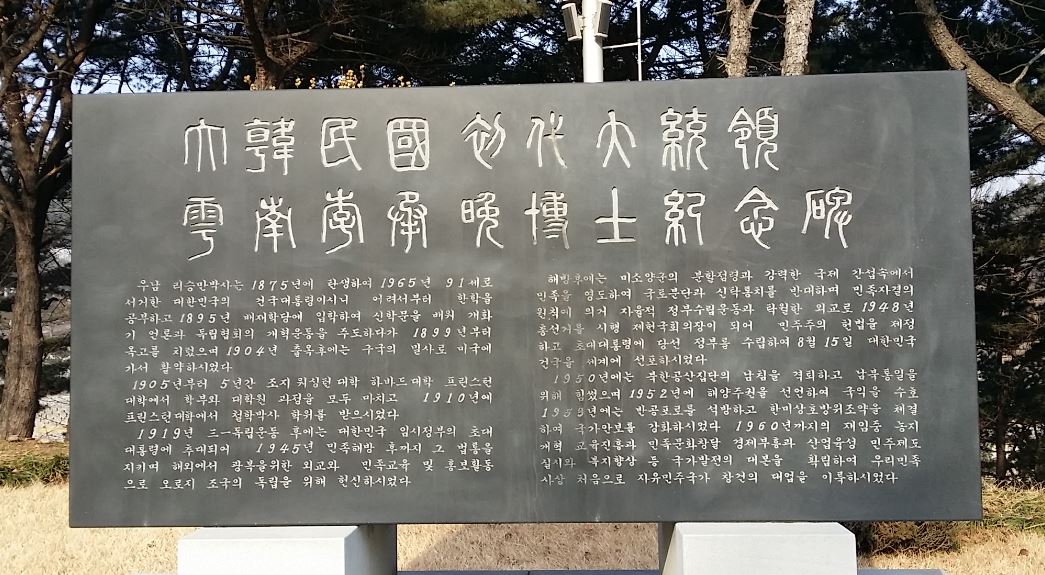 大韓民國 初代大統領
雩南李承晩博士紀念碑
우남 리승만박사는 1875년에 탄생하여 1965년 91세로
서거한 대한민국의 건국대통령이시니 어려서부터 한학을
공부하고 1895년 배재학당에 입학하여 신학문을 배워 개화
기 언론과 독립협회의 개혁운동을 주도하다가 1899년부터
옥고를 치렀으며 1904년 출옥후에는 구국의 밀사로 미국에
가서 활약하시었다
1905년부터 5년간 조지 워싱턴대학 하바드대학 프린스턴
대학에서 학부와 대학원 과정을 모두 마치고 1910년에
프린스턴대학에서 철학박사 학위를 받으시었다
1919년 三一독립운동 후에는 대한민국 임시정부의 초대
대통령에 추대되어 1945년 민족해방 후까지 그 법통을
지키며 해외에서 광복을위한 외교와 민족교육 및 홍보활동
으로 오로지 조국의 독립을 위해 헌신하시었다
해방후에는 미소양군의 분할점령과 강력한 국제 간섭속에서
민족을 영도하여 국토분단과 신탁통치를 반대하며 민족자결의
원칙에 의거 자율적 정부수립운동과 탁월한 외교로 1948년
총선거를 시행 제헌국회의장이 되어 민주주의 헌법을 제정
하고 초대대통령에 당선 정부를 수립하여 8월 15일 대한민국
건국을 세계에 선포하시었다
1950년에는 북한공산집단의 남침을 격퇴하고 남북통일을
위해 힘썼으며 1952년에 해양주권을 선언하여 국익을 수호
1953년에는 반공포로를 석방하고 한미상호방위조약을 체결
하여 국가안보를 강화하시었다 1960년까지의 재임중 농지
개혁 교육진흥과 민족문화창달 경제부흥과 산업육성 민주제도
실시와 복지향상 등 국가발전의 대본을 확립하여 우리민족
사상 처음으로 자유민주국가 창건의 대업을 이룩하시었다